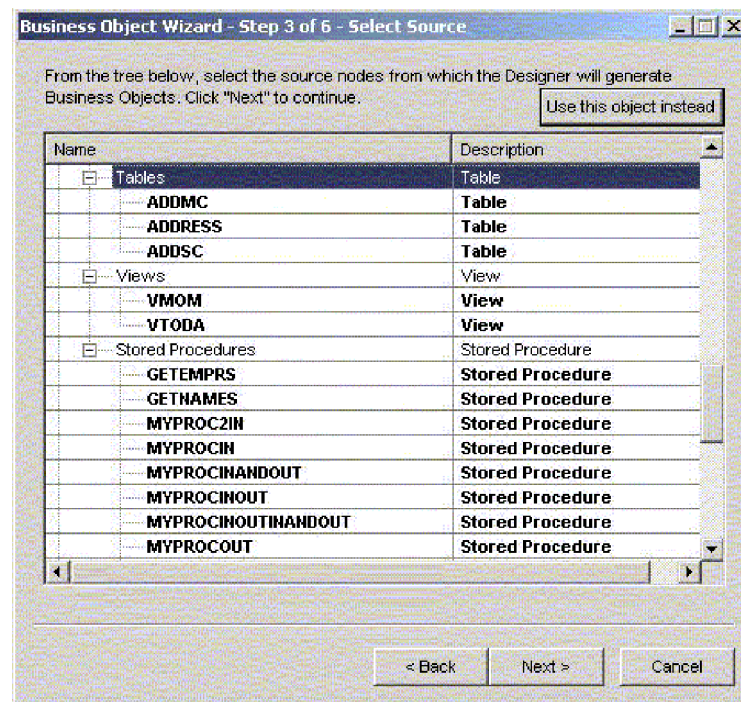 Business Object Wizard - Step 3 of 6 - Select Source
From the tree below, select the source nodes from which the Designer will generate
Business Objects. Click "Next" to continue.
Use this object instead
Name Description
Tables Table
ADDMC Table
ADDRESS Table
ADDSC Table
Views View
VMOM View
VTODA View
Stored Procedures Stored Procedure
GETEMPRS Stored Procedure
GETNAMES Stored Procedure
MYPROC2IN Stored Procedure
MYPROCIN Stored Procedure
MYPROCINANDOUT Stored Procedure
MYPROCINOUT Stored Procedure
MYPROCINOUTINANDOUT Stored Procedure
MYPROCOUT Stored Procedure
< Back Next > Cancel